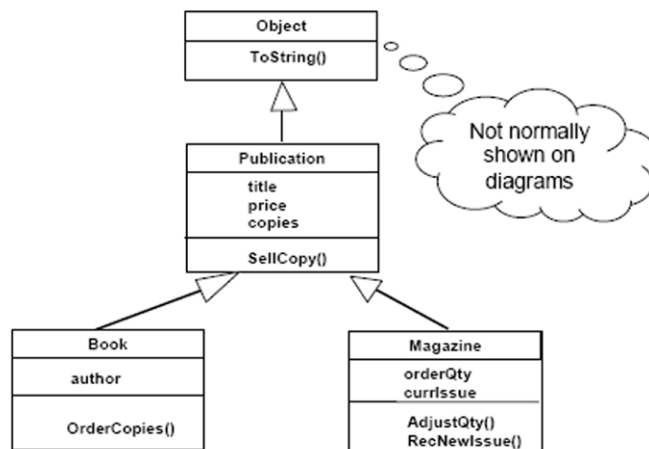 Object
ToString()
Not normally
shown on
diagrams
Publication
title
price
copies
SellCopy()
Book
author
OrderCopies()
Magazine
orderQty
currIssue
AdjustQty()
RecNewIssue()